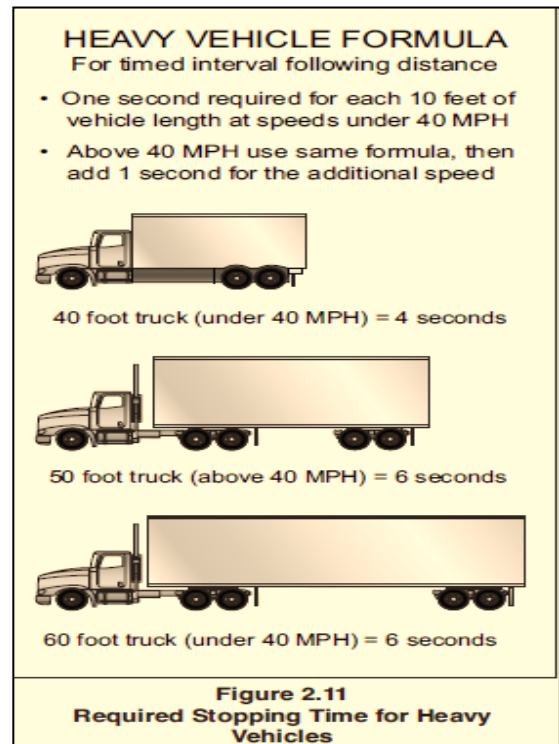 HEAVY VEHICLE FORMULA
For timed interval following distance
• One second required for each 10 feet of
vehicle length at speeds under 40 MPH
• Above 40 MPH use same formula, then
add 1 second for the additional speed
40 foot truck (under 40 MPH) = 4 seconds
50 foot truck (above 40 MPH) = 6 seconds
60 foot truck (under 40 MPH) = 6 seconds
Figure 2.11
Required Stopping Time for Heavy
Vehicles